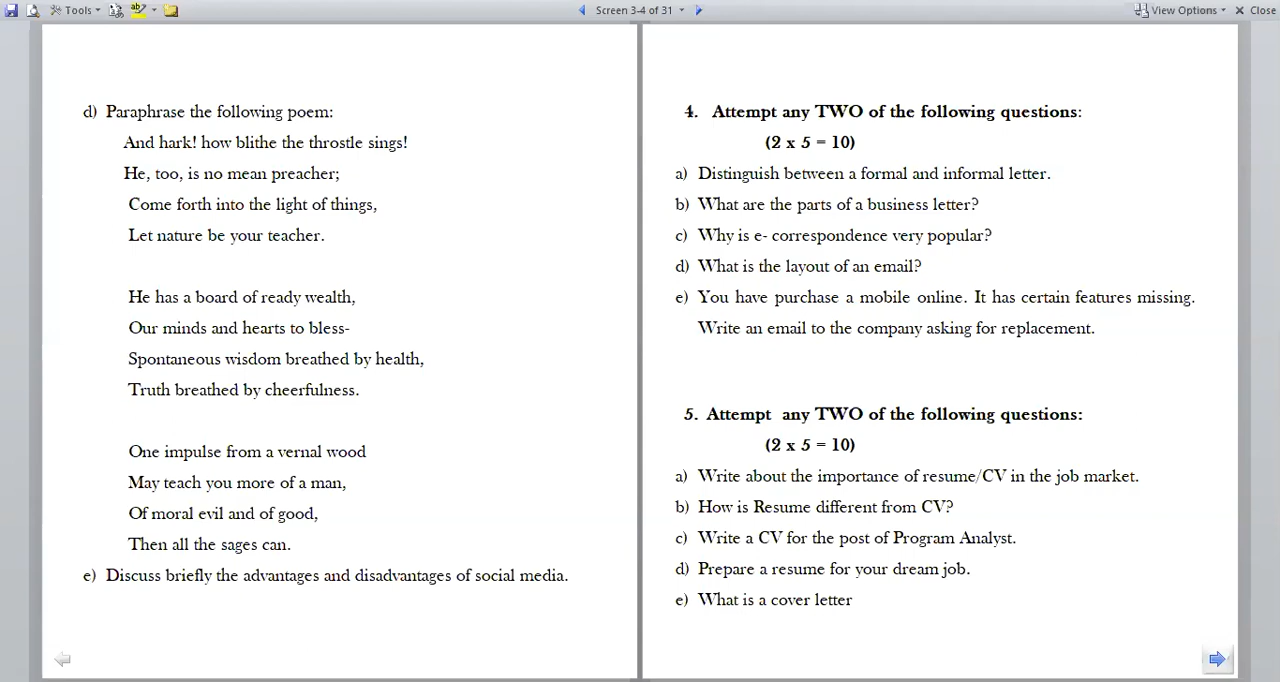 Tools
Screen 3-4 of 31
View Options
Close
d) Paraphrase the following poem:
And hark! how blithe the throstle sings!
He, too, is no mean preacher;
Come forth into the light of things,
Let nature be your teacher.
He has a board of ready wealth,
Our minds and hearts to bless-
Spontaneous wisdom breathed by health,
Truth breathed by cheerfulness.
One impulse from a vernal wood
May teach you more of a man,
Of moral evil and of good,
Then all the sages can.
e) Discuss briefly the advantages and disadvantages of social media.
4. Attempt any TWO of the following questions:
(2 x 5 = 10)
a) Distinguish between a formal and informal letter.
b) What are the parts of a business letter?
c) Why is e- correspondence very popular?
d) What is the layout of an email?
e) You have purchase a mobile online. It has certain features missing.
Write an email to the company asking for replacement.
5. Attempt any TWO of the following questions:
(2 x 5 = 10)
a) Write about the importance of resume/CV in the job market.
b) How is Resume different from CV?
c) Write a CV for the post of Program Analyst.
d) Prepare a resume for your dream job.
e) What is a cover letter